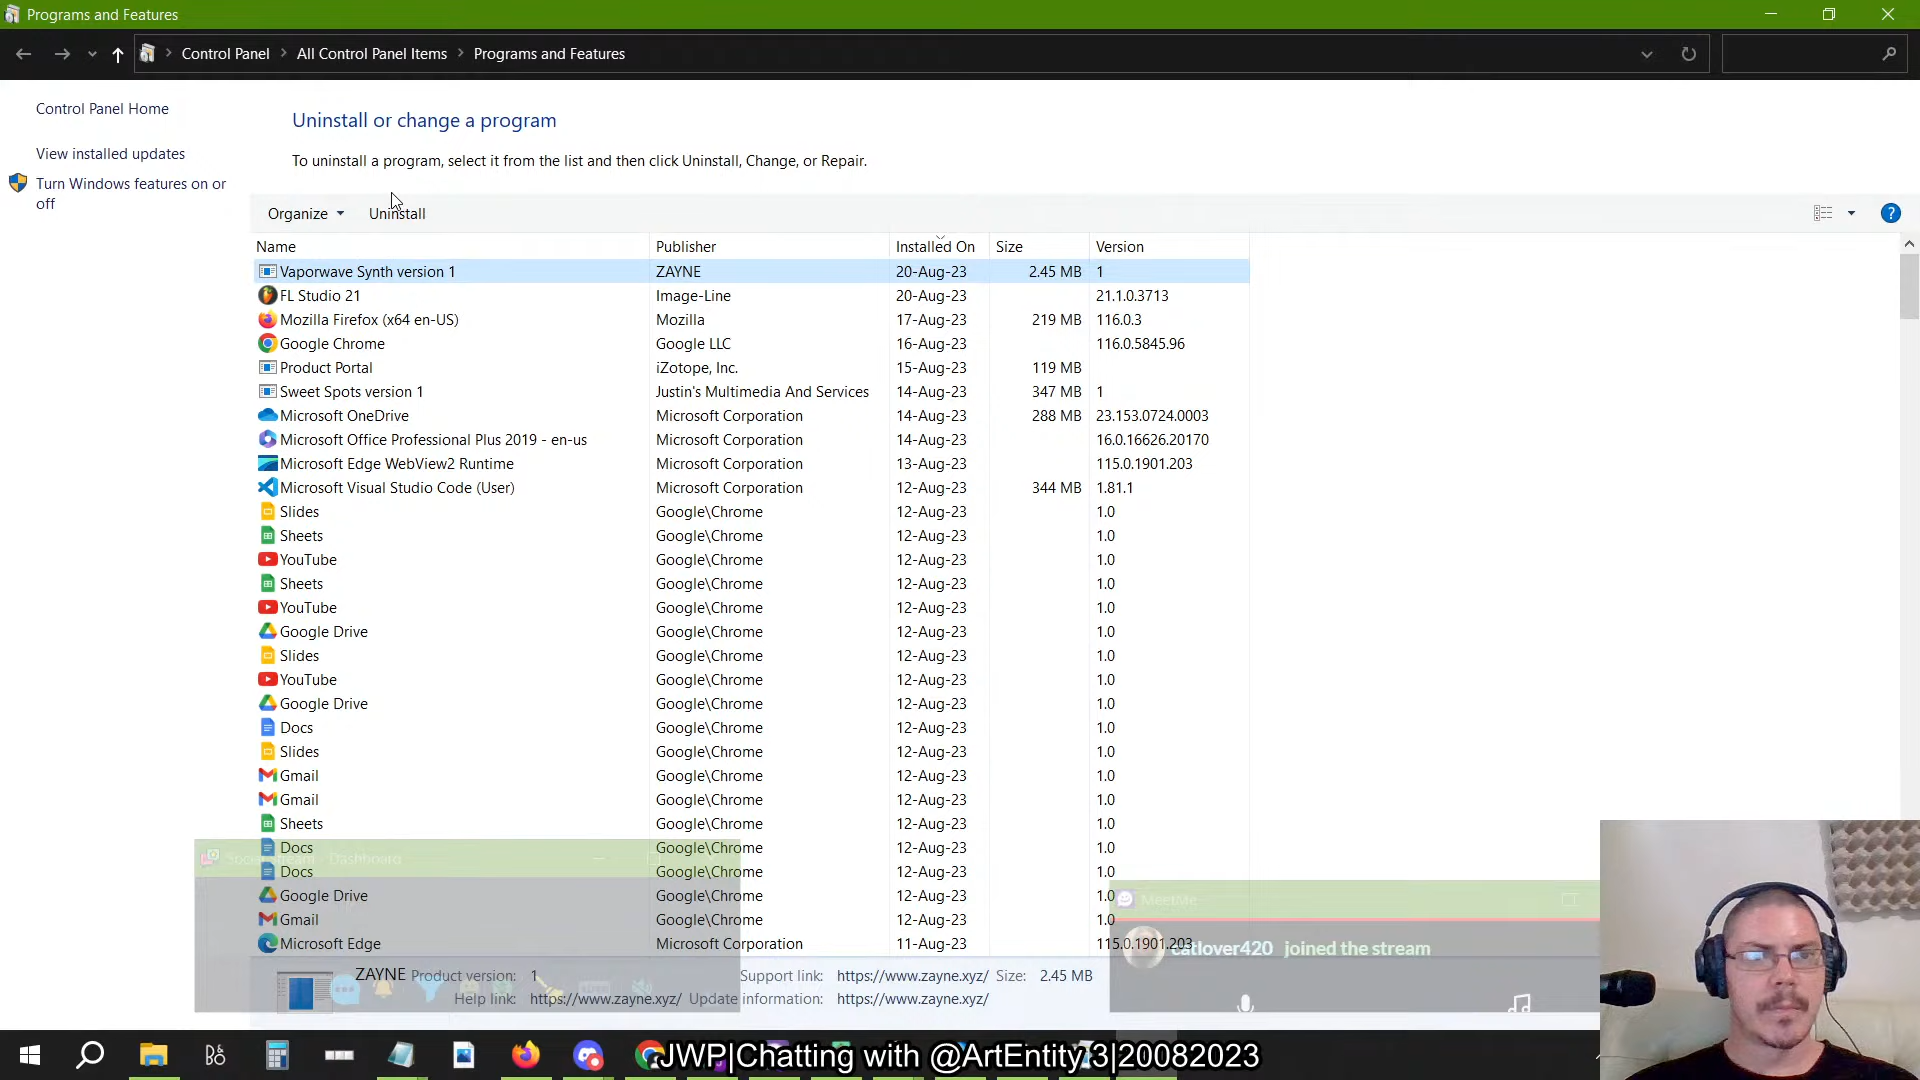 Programs and Features
Control Panel All Control Panel Items Programs and Features
Control Panel Home
View installed updates
Turn Windows features on or
off
Uninstall or change a program
To uninstall a program, select it from the list and then click Uninstall, Change, or Repair.
Organize Uninstall
Name Publisher Installed On Size Version
Vaporwave Synth version 1 ZAYNE 20-Aug-23 2.45 MB 1
FL Studio 21 Image-Line 20-Aug-23 21.1.0.3713
Mozilla Firefox (x64 en-US) Mozilla 17-Aug-23 219 MB 116.0.3
Google Chrome Google LLC 16-Aug-23 116.0.5845.96
Product Portal iZotope, Inc. 15-Aug-23 119 MB
Sweet Spots version 1 Justin's Multimedia And Services 14-Aug-23 347 MB 1
Microsoft OneDrive Microsoft Corporation 14-Aug-23 288 MB 23.153.0724.0003
Microsoft Office Professional Plus 2019 - en-us Microsoft Corporation 14-Aug-23 16.0.16626.20170
Microsoft Edge WebView2 Runtime Microsoft Corporation 13-Aug-23 115.0.1901.203
Microsoft Visual Studio Code (User) Microsoft Corporation 12-Aug-23 344 MB 1.81.1
Slides Google\Chrome 12-Aug-23 1.0
Sheets Google\Chrome 12-Aug-23 1.0
YouTube Google\Chrome 12-Aug-23 1.0
Sheets Google\Chrome 12-Aug-23 1.0
YouTube Google\Chrome 12-Aug-23 1.0
Google Drive Google\Chrome 12-Aug-23 1.0
Slides Google\Chrome 12-Aug-23 1.0
YouTube Google\Chrome 12-Aug-23 1.0
Google Drive Google\Chrome 12-Aug-23 1.0
Docs Google\Chrome 12-Aug-23 1.0
Slides Google\Chrome 12-Aug-23 1.0
Gmail Google\Chrome 12-Aug-23 1.0
Gmail Google\Chrome 12-Aug-23 1.0
Sheets Google\Chrome 12-Aug-23 1.0
Docs Google\Chrome 12-Aug-23 1.0
Dashboard
Docs Google\Chrome 12-Aug-23 1.0
Google Drive Google\Chrome 12-Aug-23 1.0
MeetMe
Gmail Google\Chrome 12-Aug-23 1.0
Microsoft Edge Microsoft Corporation 11-Aug-23 115.0.1901.203
catlover420 joined the stream
ZAYNE Product version: 1 Support link: https://www.zayne.xyz/ Size: 2.45 MB
Help link: https://www.zayne.xyz/ Update information: https://www.zayne.xyz/
JWP|Chatting with @ArtEntity 3|20082023